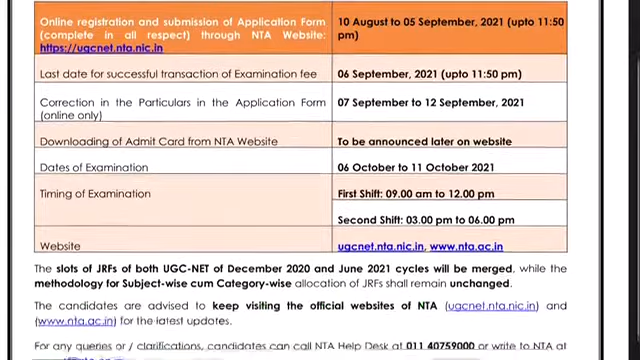 Online registration and submission of Application Form 10 August to 05 September, 2021 (upto 11:50
(complete in all respect) through NTA Website: pm)
https://ugcnet.nta.nic.in
Last date for successful transaction of Examination fee 06 September, 2021 (upto 11:50 pm)
Correction in the Particulars in the Application Form 07 September to 12 September, 2021
(online only)
Downloading of Admit Card from NTA Website To be announced later on website
Dates of Examination 06 October to 11 October 2021
Timing of Examination First Shift: 09.00 am to 12.00 pm
Second Shift: 03.00 pm to 06.00 pm
Website ugcnet.nta.nic.in, www.nta.ac.in
The slots of JRFs of both UGC-NET of December 2020 and June 2021 cycles will be merged, while the
methodology for Subject-wise cum Category-wise allocation of JRFs shall remain unchanged.
The candidates are advised to keep visiting the official websites of NTA (ugcnet.nta.nic.in) and
(www.nta.ac.in) for the latest updates.
For any queries or / clarifications, candidates can call NTA Help Desk at 011 40759000 or write to NTA at